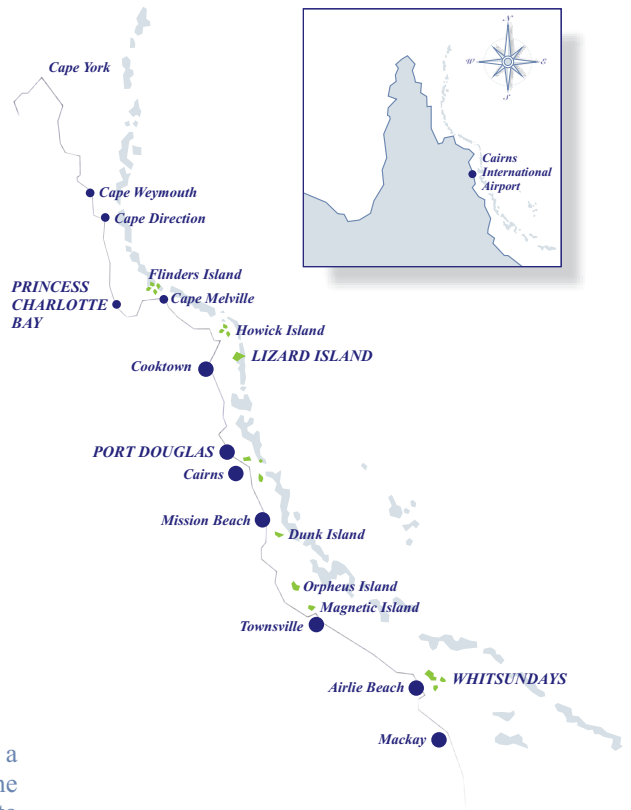 Cape York
N
W
E
S
Cairns
International
Airport
Cape Weymouth
Cape Direction
Flinders Island
PRINCESS
CHARLOTTE
BAY
Cape Melville
Howick Island
LIZARD ISLAND
Cooktown
PORT DOUGLAS
Cairns
Mission Beach
Dunk Island
Orpheus Island
Magnetic Island
Townsville
WHITSUNDAYS
Airlie Beach
Mackay
a